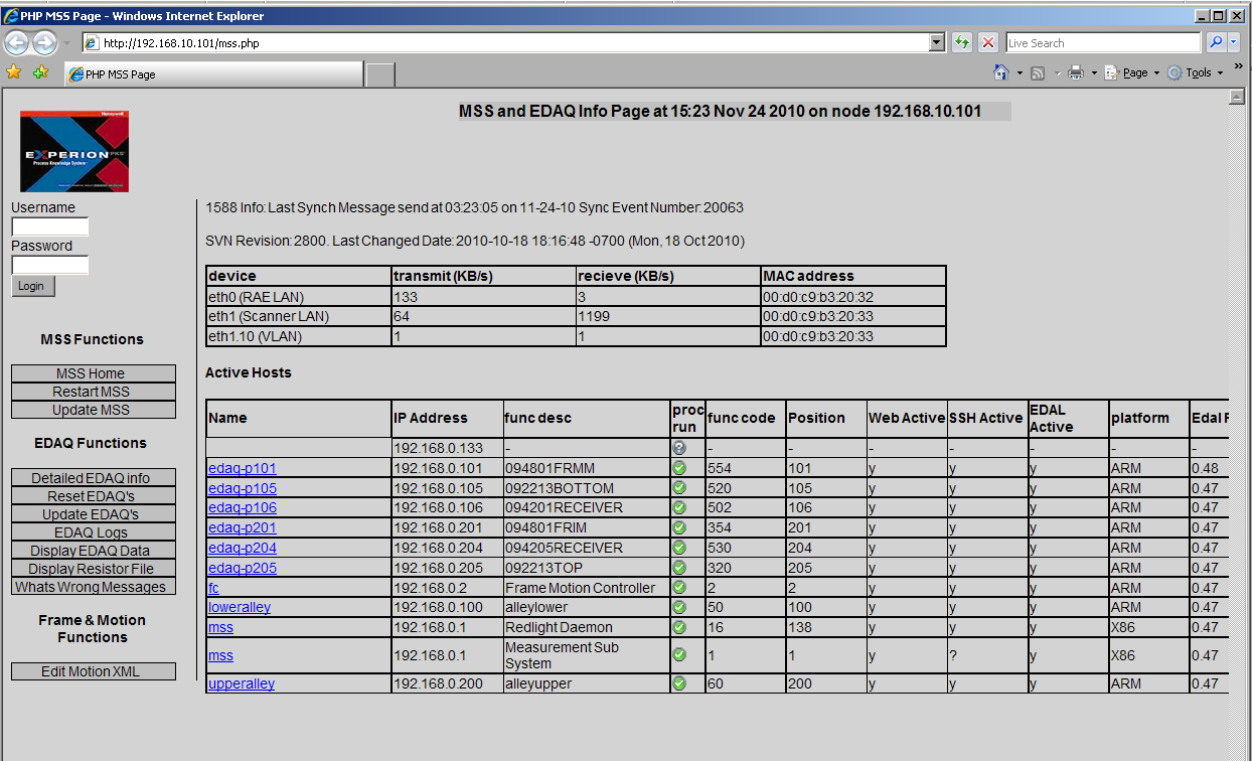 PHP MSS Page - Windows Internet Explorer
http://192.168.10.101/mss.php
Live Search
PHP MSS Page
Page Tools »
MSS and EDAQ Info Page at 15:23 Nov 24 2010 on node 192.168.10.101
Honeywell
EXPERION PKS
Process Knowledge System
Username
Password
Login
MSS Functions
MSS Home
Restart MSS
Update MSS
EDAQ Functions
Detailed EDAQ info
Reset EDAQ's
Update EDAQ's
EDAQ Logs
Display EDAQ Data
Display Resistor File
Whats Wrong Messages
Frame & Motion
Functions
Edit Motion XML
1588 Info: Last Synch Message send at 03:23:05 on 11-24-10 Sync Event Number: 20063
SVN Revision: 2800. Last Changed Date: 2010-10-18 18:16:48 -0700 (Mon, 18 Oct 2010)
device transmit (KB/s) recieve (KB/s) MAC address
eth0 (RAE LAN) 133 3 00:d0:c9:b3:20:32
eth1 (Scanner LAN) 64 1199 00:d0:c9:b3:20:33
eth1.10 (VLAN) 1 1 00:d0:c9:b3:20:33
Active Hosts
Name IP Address func desc proc run func code Position Web Active SSH Active EDAL Active platform Edal
192.168.0.133 - ? - - - - - - -
edaq-p101 192.168.0.101 094801FRMM 554 101 y y y ARM 0.48
edaq-p105 192.168.0.105 092213BOTTOM 520 105 y y y ARM 0.47
edaq-p106 192.168.0.106 094201RECEIVER 502 106 y y y ARM 0.47
edaq-p201 192.168.0.201 094801FRIM 354 201 y y y ARM 0.47
edaq-p204 192.168.0.204 094205RECEIVER 530 204 y y y ARM 0.47
edaq-p205 192.168.0.205 092213TOP 320 205 y y y ARM 0.47
fc 192.168.0.2 Frame Motion Controller 2 2 y y y ARM 0.47
loweralley 192.168.0.100 alleylower 50 100 y y y ARM 0.47
mss 192.168.0.1 Redlight Daemon 16 138 y y y X86 0.47
mss 192.168.0.1 Measurement Sub System 1 1 y ? y X86 0.47
upperalley 192.168.0.200 alleyupper 60 200 y y y ARM 0.47